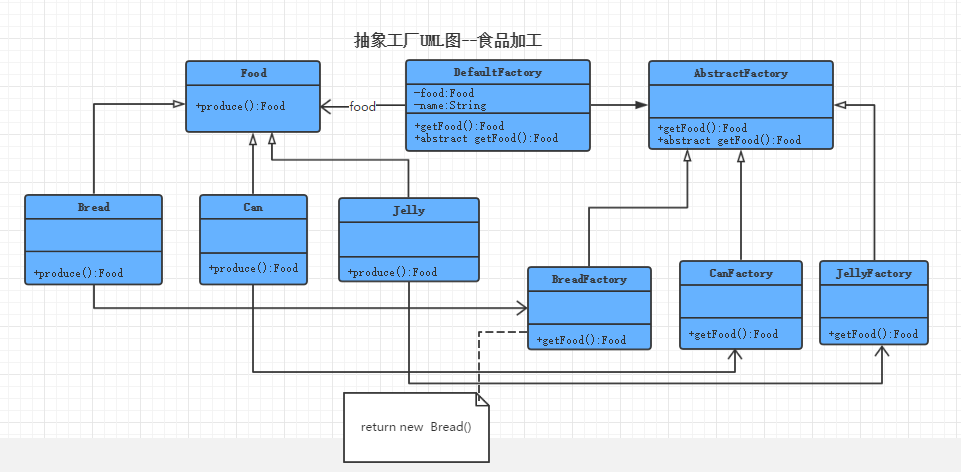 抽象工厂UML图--食品加工
Food
+produce():Food
food
DefaultFactory
-food:Food
-name:String
+getFood():Food
+abstract getFood():Food
AbstractFactory
+getFood():Food
+abstract getFood():Food
Bread
+produce():Food
Can
+produce():Food
Jelly
+produce():Food
BreadFactory
+getFood():Food
CanFactory
+getFood():Food
JellyFactory
+getFood():Food
return new Bread()